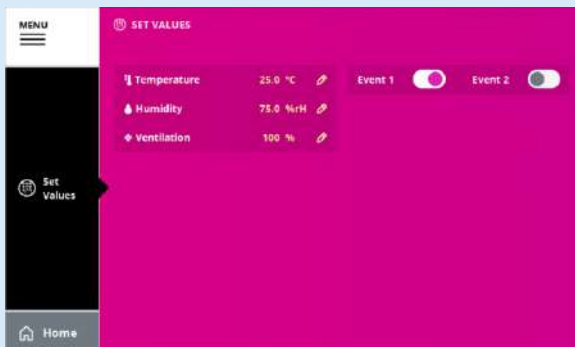 MENU
SET VALUES
Temperature 25.0 °C
Humidity 75.0 %rH
Ventilation 100 %
Event 1
Event 2
Set
Values
Home